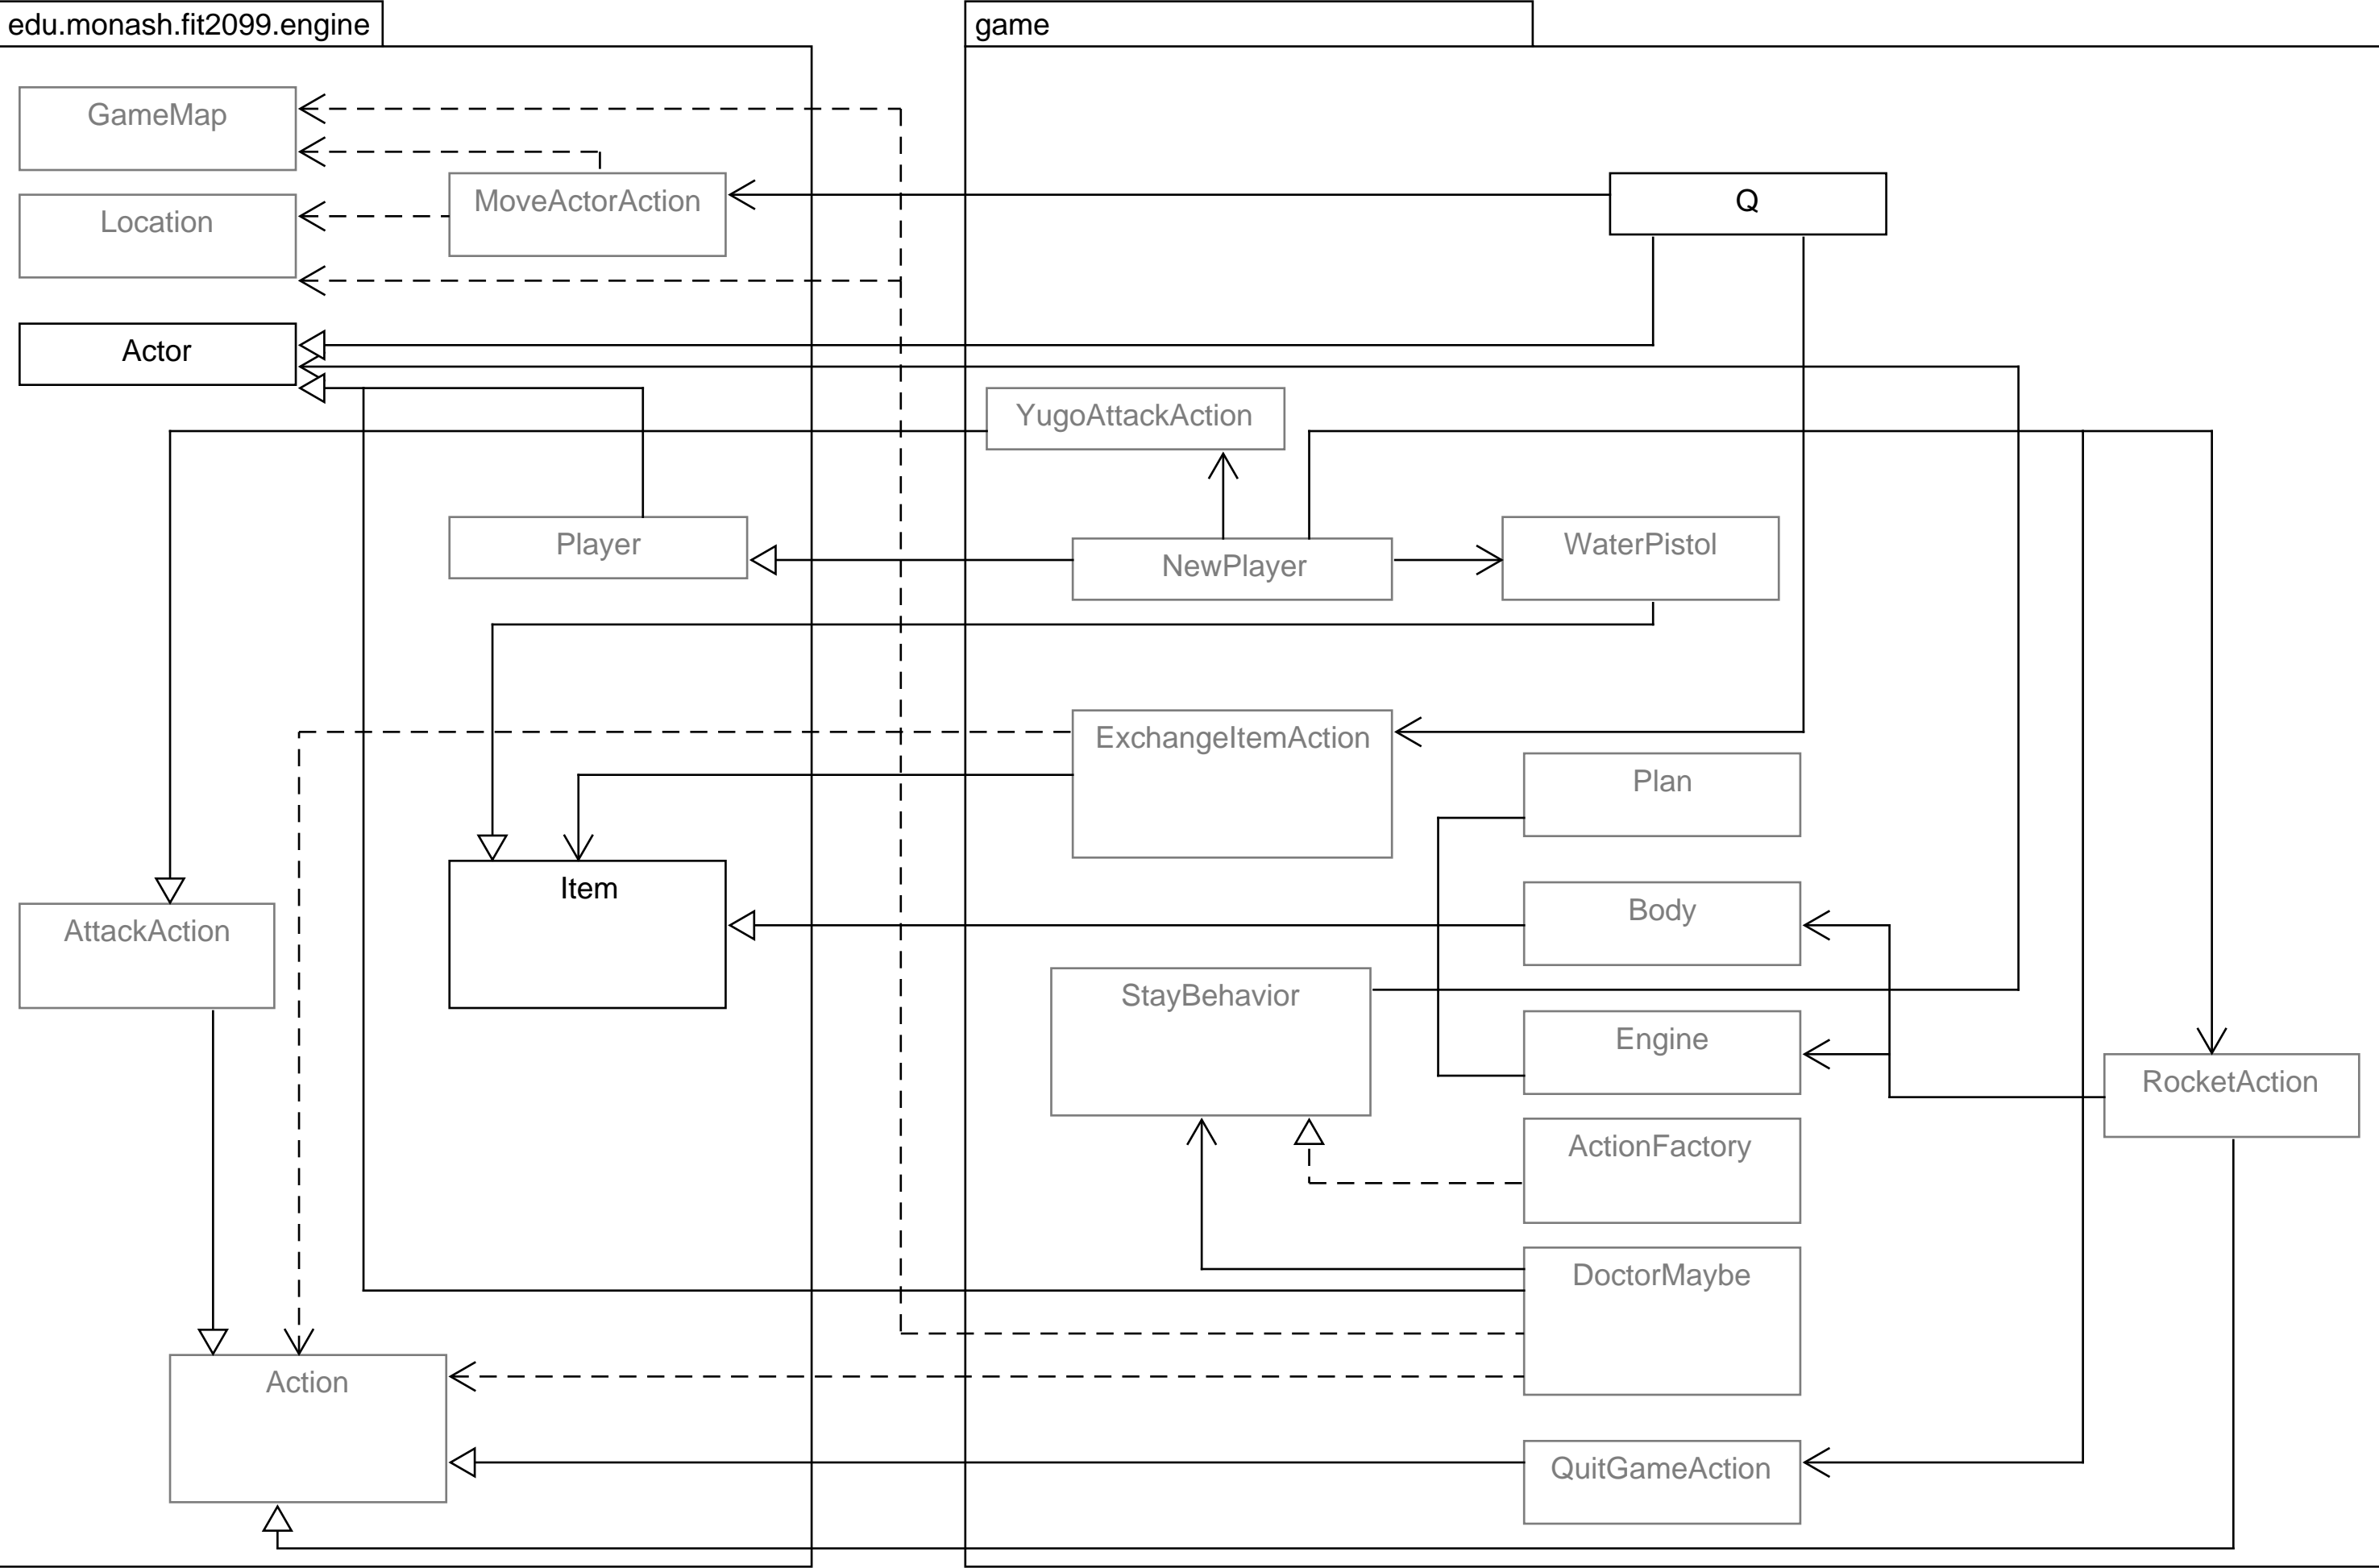 edu.monash.fit2099.engine
game
GameMap
MoveActorAction
Q
Location
Actor
YugoAttackAction
Player
NewPlayer
WaterPistol
ExchangeItemAction
Plan
Item
Body
AttackAction
StayBehavior
Engine
RocketAction
ActionFactory
DoctorMaybe
Action
QuitGameAction